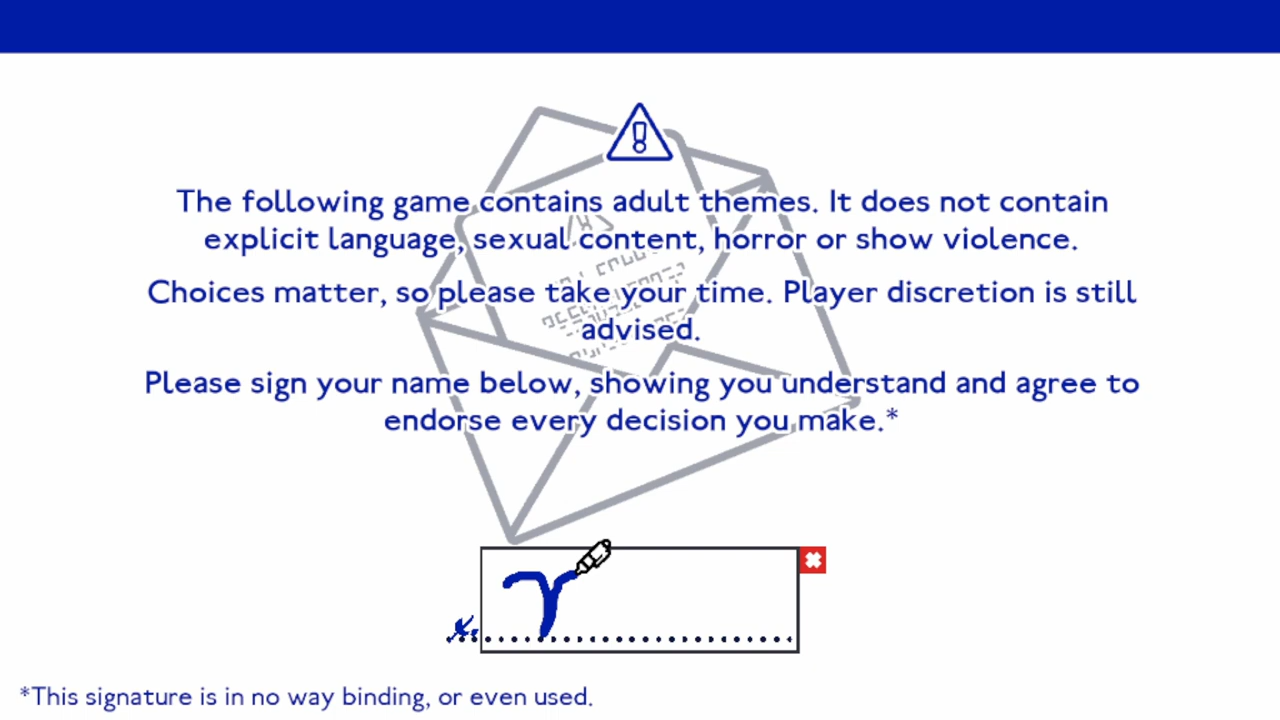 The following game contains adult themes. It does not contain
explicit language, sexual content, horror or show violence.
Choices matter, so please take your time. Player discretion is still
advised.
Please sign your name below, showing you understand and agree to
endorse every decision you make.*
x.
*This signature is in no way binding, or even used.